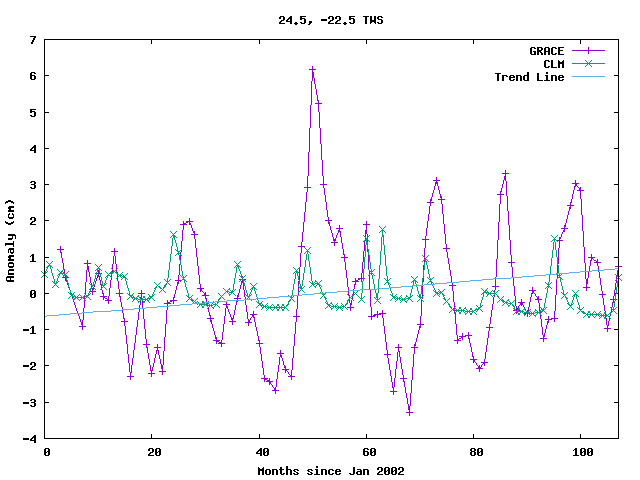 24.5, -22.5 TWS
GRACE
CLM
Trend Line
7
6
5
4
3
2
1
0
-1
-2
-3
-4
Anomaly (cm)
0 20 40 60 80 100
Months since Jan 2002